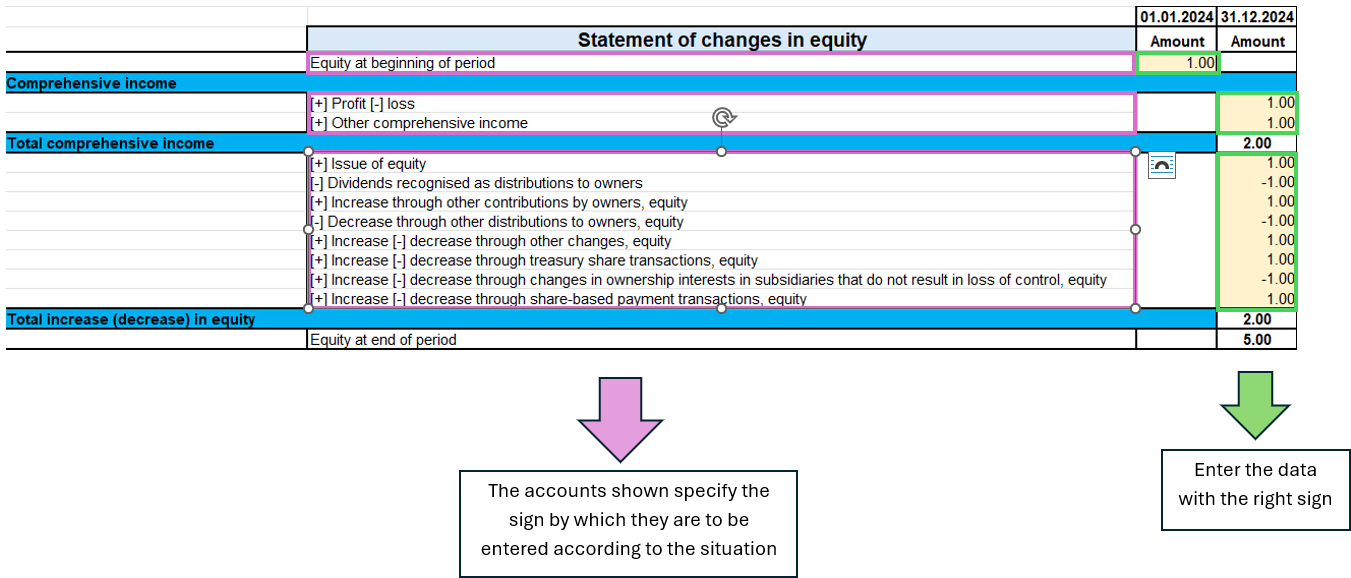 01.01.2024 31.12.2024
Statement of changes in equity Amount Amount
Equity at beginning of period 1.00
Comprehensive income
[+] Profit [-] loss 1.00
[+] Other comprehensive income 1.00
Total comprehensive income 2.00
[+] Issue of equity 1.00
[-] Dividends recognised as distributions to owners -1.00
[+] Increase through other contributions by owners, equity 1.00
[-] Decrease through other distributions to owners, equity -1.00
[+] Increase [-] decrease through other changes, equity 1.00
[+] Increase [-] decrease through treasury share transactions, equity 1.00
[+] Increase [-] decrease through changes in ownership interests in subsidiaries that do not result in loss of control, equity -1.00
[+] Increase [-] decrease through share-based payment transactions, equity 1.00
Total increase (decrease) in equity 2.00
Equity at end of period 5.00
The accounts shown specify the
sign by which they are to be
entered according to the situation
Enter the data
with the right sign